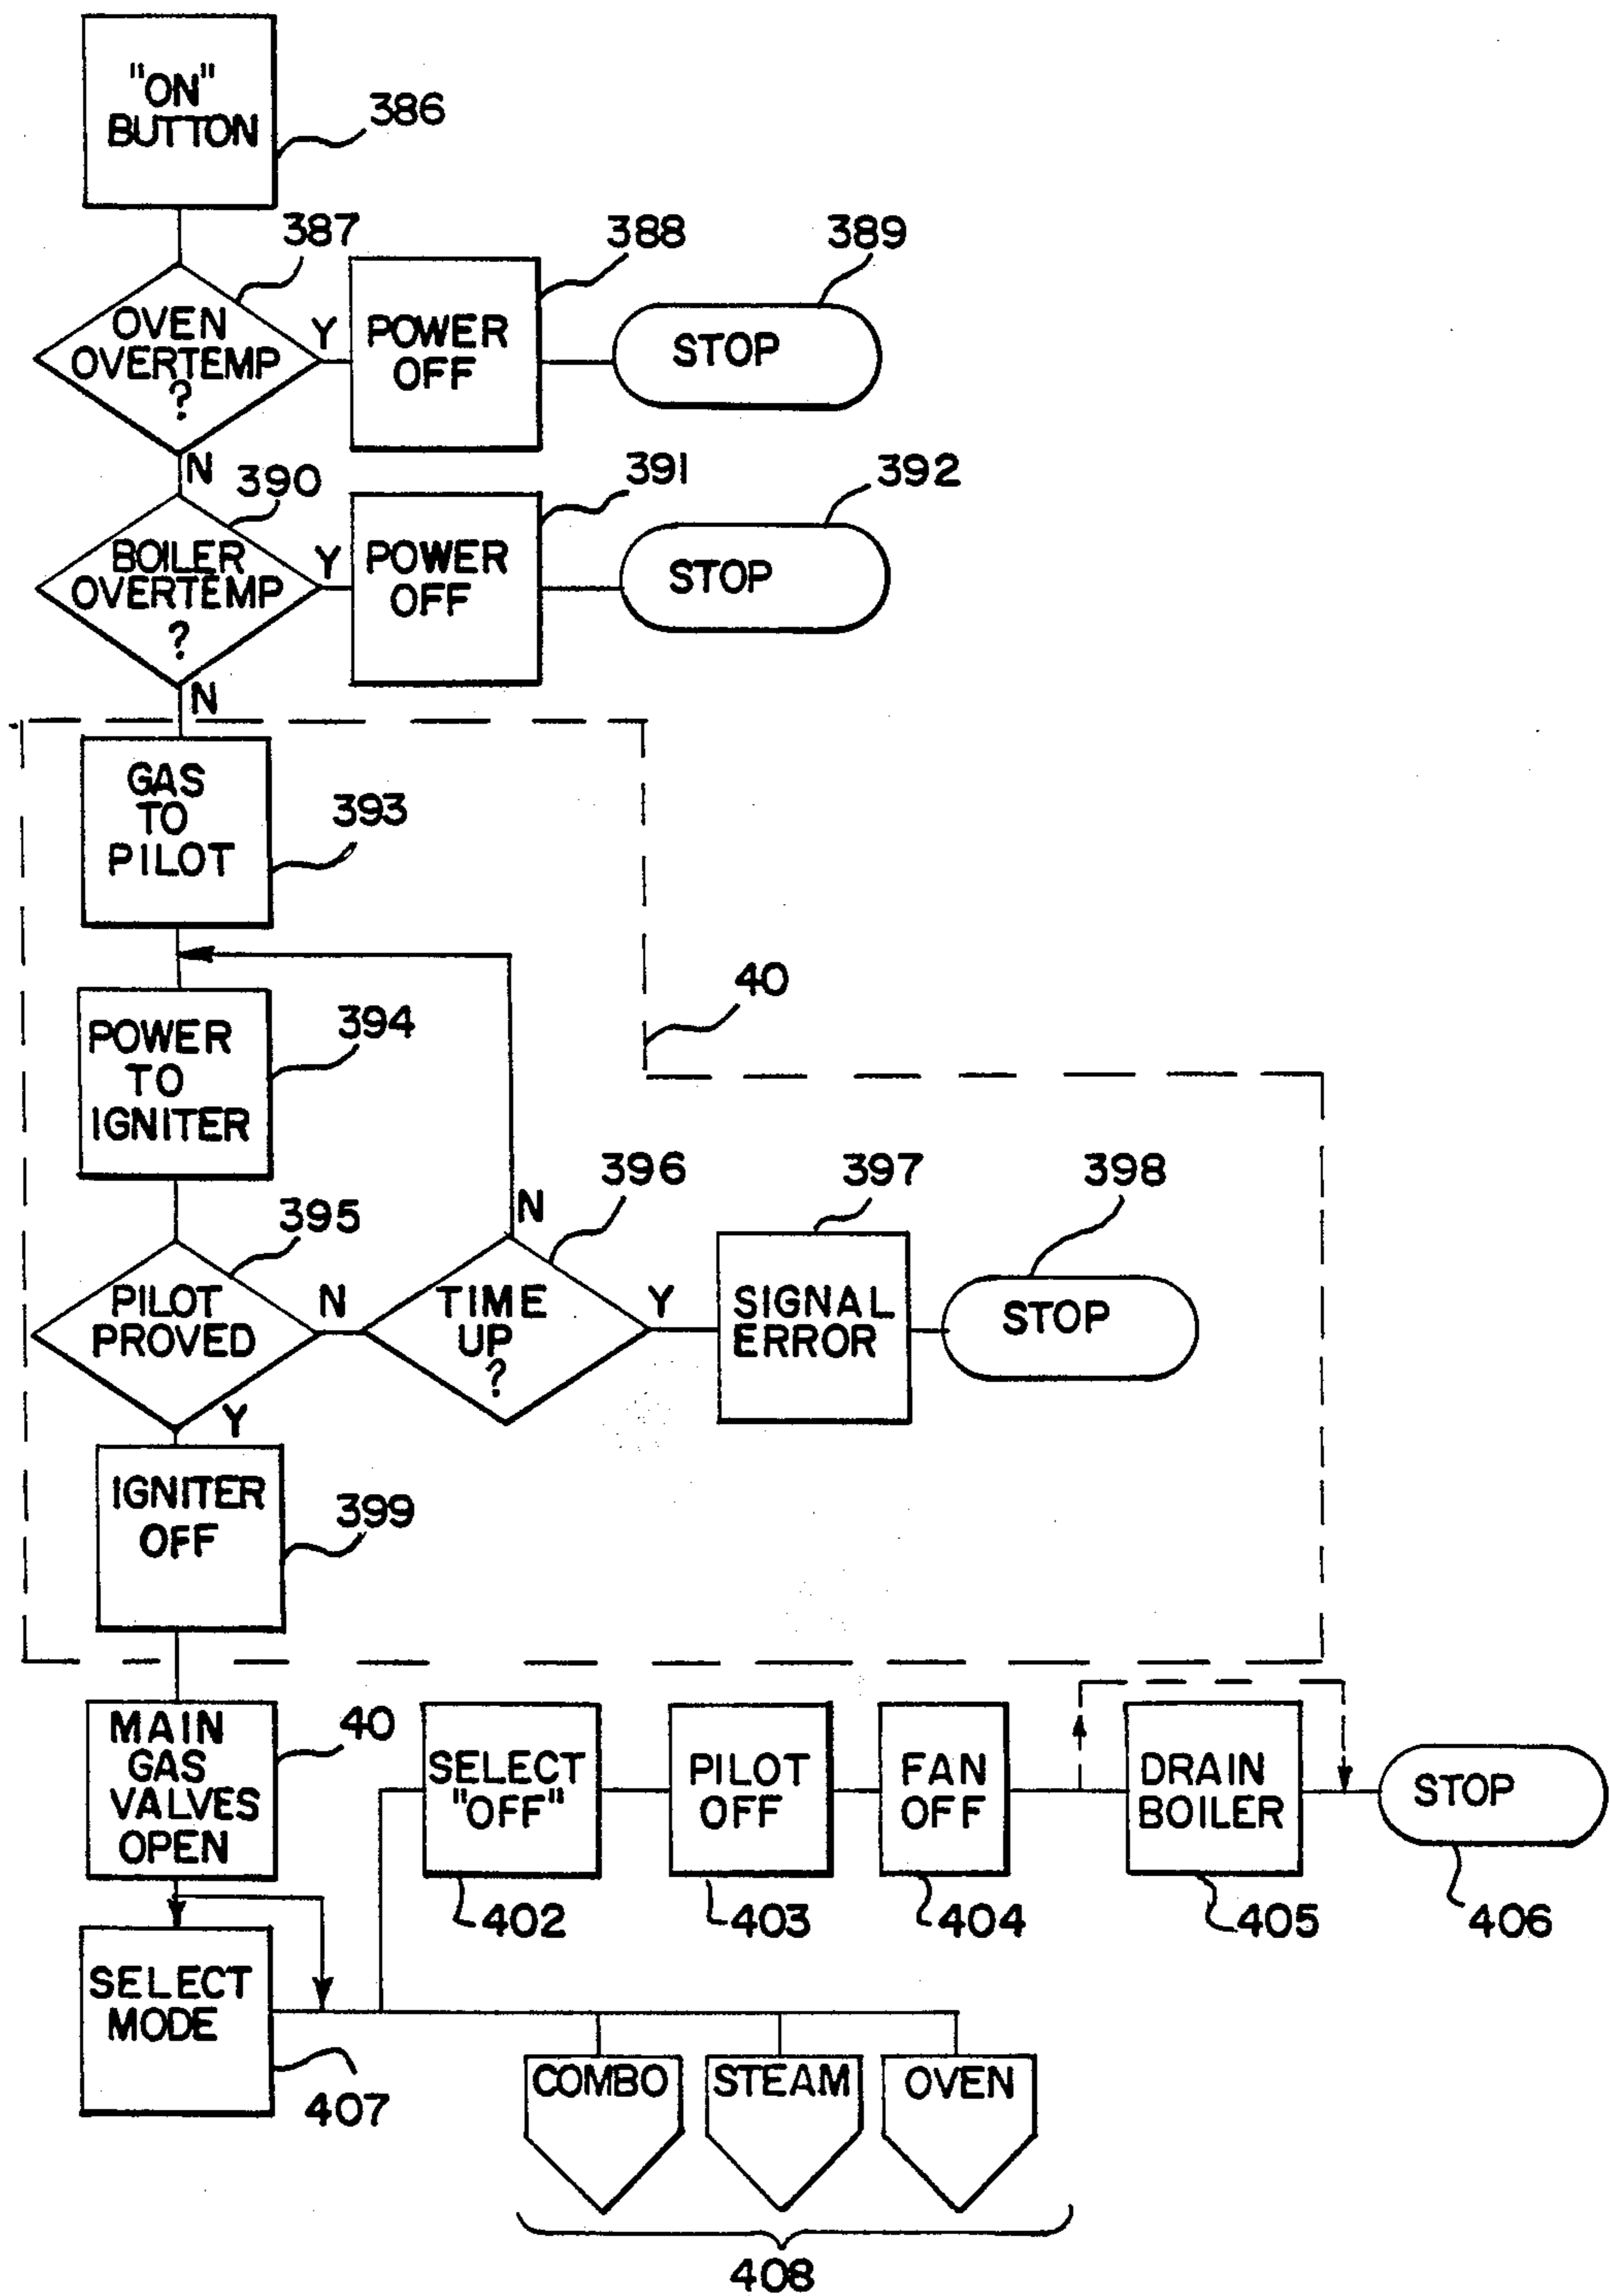 "ON"
BUTTON
386
387
388
389
OVEN
OVERTEMP
?
Y
POWER
OFF
STOP
N
390
391
392
BOILER
OVERTEMP
?
Y
POWER
OFF
STOP
N
GAS
TO
PILOT
393
40
POWER
TO
IGNITER
394
395
396
397
398
PILOT
PROVED
N
TIME
UP
?
N
Y
SIGNAL
ERROR
STOP
Y
IGNITER
OFF
399
MAIN
GAS
VALVES
OPEN
40
SELECT
"OFF"
PILOT
OFF
FAN
OFF
DRAIN
BOILER
STOP
402
403
404
405
406
SELECT
MODE
407
COMBO
STEAM
OVEN
408